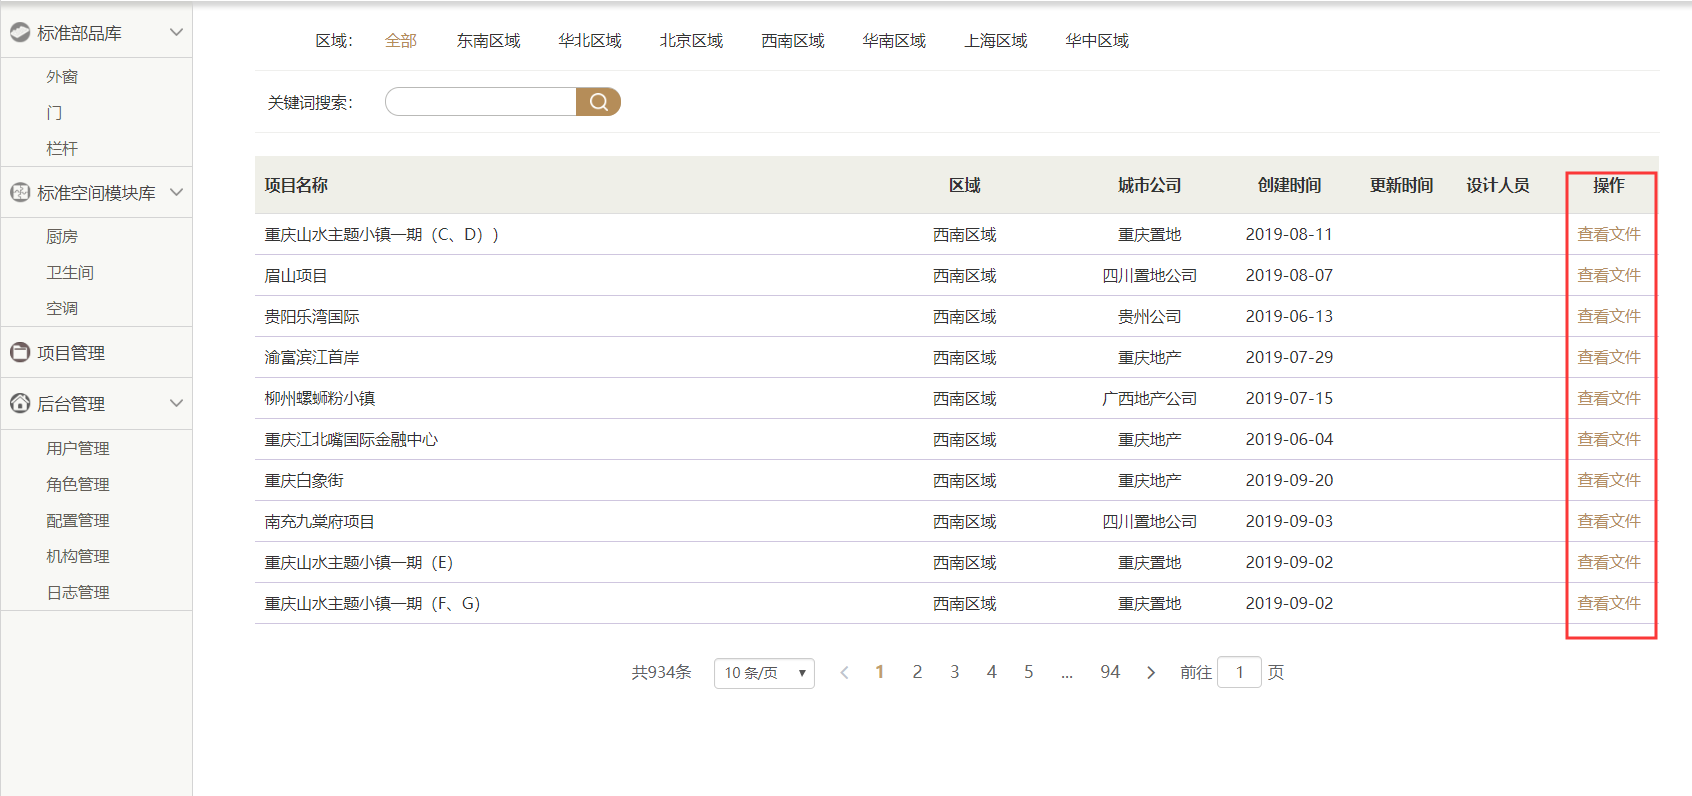 标准部品库
外窗
门
栏杆
标准空间模块库
厨房
卫生间
空调
项目管理
后台管理
用户管理
角色管理
配置管理
机构管理
日志管理
区域： 全部 东南区域 华北区域 北京区域 西南区域 华南区域 上海区域 华中区域
关键词搜索：
项目名称 区域 城市公司 创建时间 更新时间 设计人员 操作
重庆山水主题小镇一期（C、D）） 西南区域 重庆置地 2019-08-11 查看文件
眉山项目 西南区域 四川置地公司 2019-08-07 查看文件
贵阳乐湾国际 西南区域 贵州公司 2019-06-13 查看文件
渝富滨江首岸 西南区域 重庆地产 2019-07-29 查看文件
柳州螺蛳粉小镇 西南区域 广西地产公司 2019-07-15 查看文件
重庆江北嘴国际金融中心 西南区域 重庆地产 2019-06-04 查看文件
重庆白象街 西南区域 重庆地产 2019-09-20 查看文件
南充九棠府项目 西南区域 四川置地公司 2019-09-03 查看文件
重庆山水主题小镇一期（E） 西南区域 重庆置地 2019-09-02 查看文件
重庆山水主题小镇一期（F、G） 西南区域 重庆置地 2019-09-02 查看文件
共934条 10 条/页 1 2 3 4 5 ... 94 前往 1 页